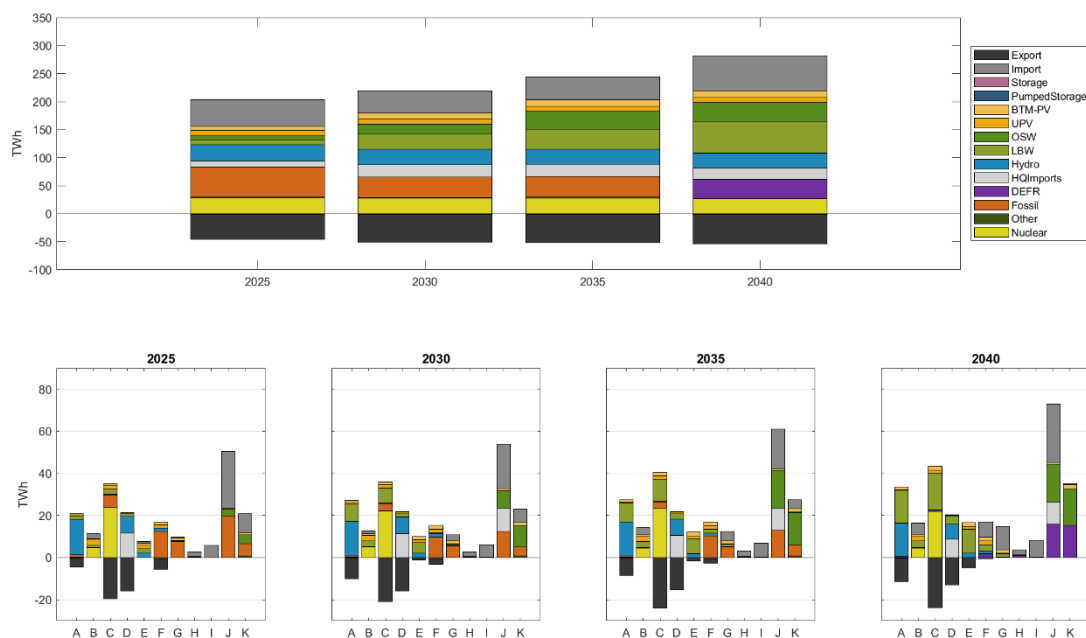 350
300
250
200
150
100
50
0
-50
-100
TWh
2025
2030
2035
2040
Export
Import
Storage
PumpedStorage
BTM-PV
UPV
OSW
LBW
Hydro
HQImports
DEFR
Fossil
Other
Nuclear
2025
2030
2035
2040
80
60
40
20
0
-20
TWh
A B C D E F G H I J K
A B C D E F G H I J K
A B C D E F G H I J K
A B C D E F G H I J K